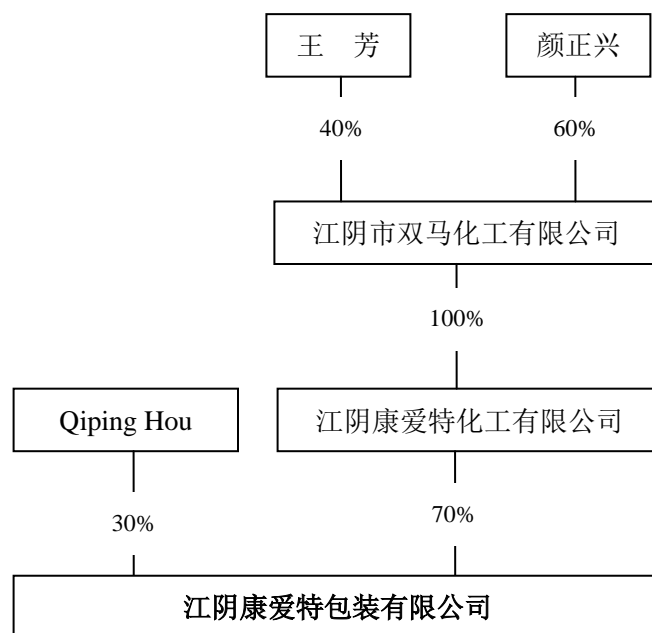 王　芳
颜正兴
40%
60%
江阴市双马化工有限公司
100%
Qiping Hou
江阴康爱特化工有限公司
30%
70%
江阴康爱特包装有限公司